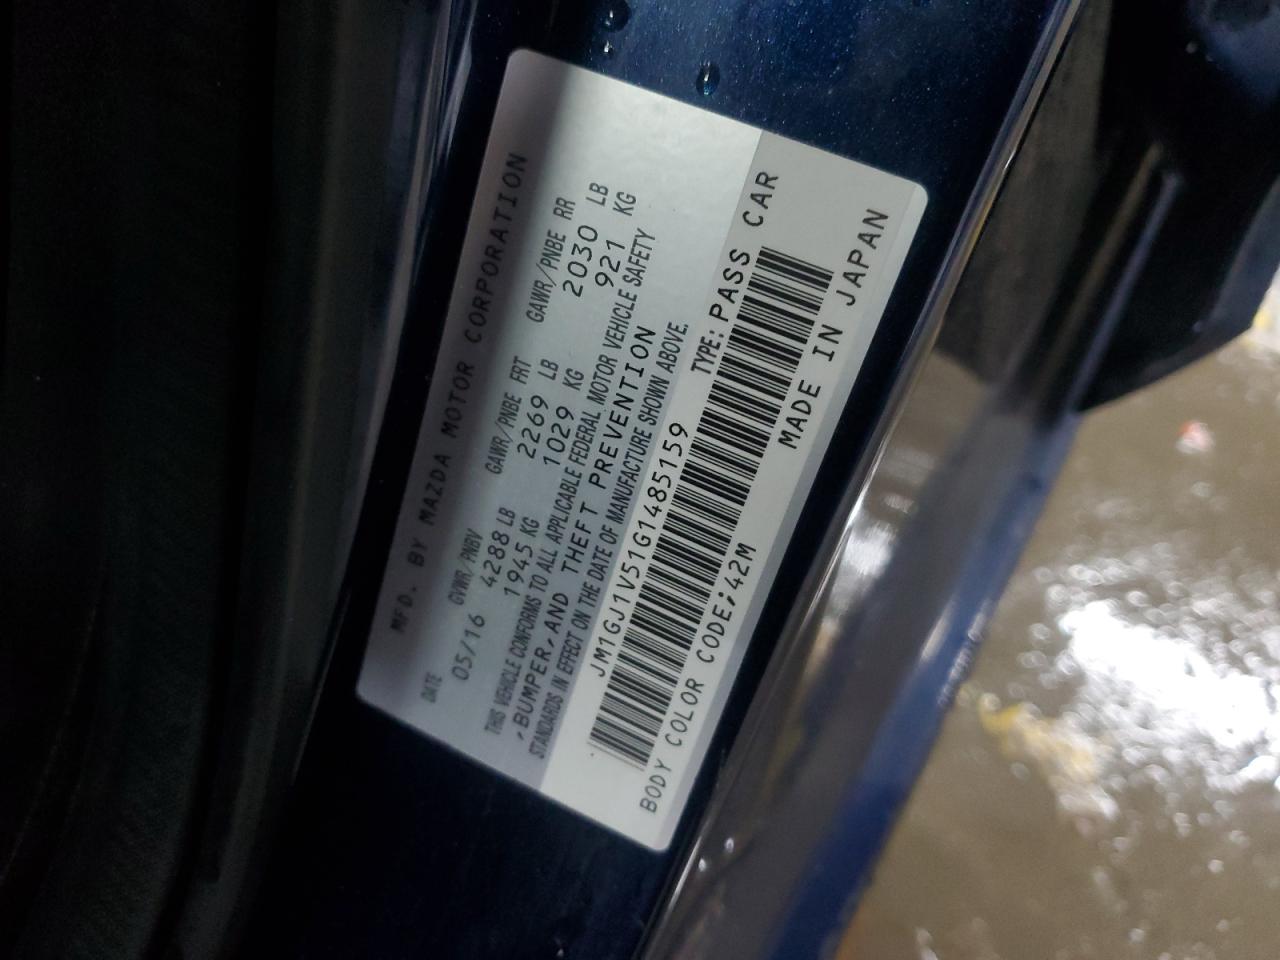 MFD. BY MAZDA MOTOR CORPORATION
DATE GVWR/PNBV GAWR/PNBE FRT GAWR/PNBE RR
05/16 4288 LB 2269 LB 2030 LB
1945 KG 1029 KG 921 KG
THIS VEHICLE CONFORMS TO ALL APPLICABLE FEDERAL MOTOR VEHICLE SAFETY
,BUMPER,AND THEFT PREVENTION
STANDARDS IN EFFECT ON THE DATE OF MANUFACTURE SHOWN ABOVE.
JM1GJ1V51G1485159 TYPE: PASS CAR
BODY COLOR CODE;42M MADE IN JAPAN